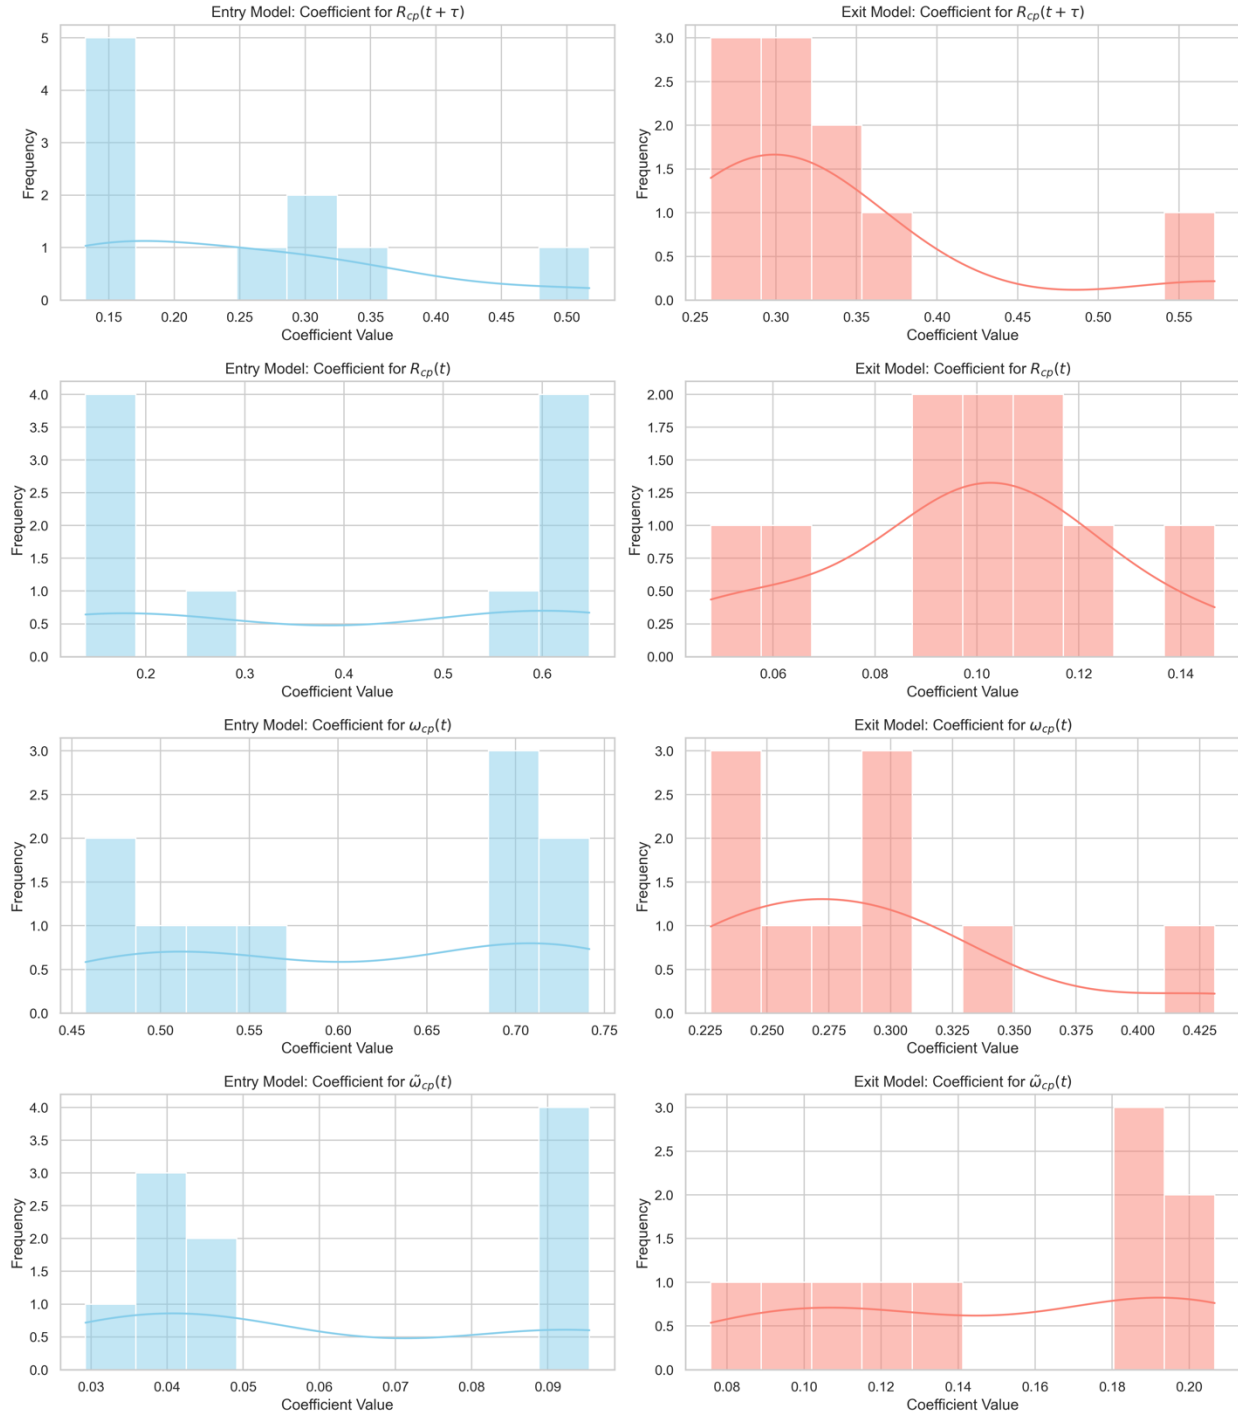 Entry Model: Coefficient for R_cp(t + τ)
Frequency
5
4
3
2
1
0
0.15 0.20 0.25 0.30 0.35 0.40 0.45 0.50
Coefficient Value
Exit Model: Coefficient for R_cp(t + τ)
Frequency
3.0
2.5
2.0
1.5
1.0
0.5
0.0
0.25 0.30 0.35 0.40 0.45 0.50 0.55
Coefficient Value
Entry Model: Coefficient for R_cp(t)
Frequency
4.0
3.5
3.0
2.5
2.0
1.5
1.0
0.5
0.0
0.2 0.3 0.4 0.5 0.6
Coefficient Value
Exit Model: Coefficient for R_cp(t)
Frequency
2.00
1.75
1.50
1.25
1.00
0.75
0.50
0.25
0.00
0.06 0.08 0.10 0.12 0.14
Coefficient Value
Entry Model: Coefficient for ω_cp(t)
Frequency
3.0
2.5
2.0
1.5
1.0
0.5
0.0
0.45 0.50 0.55 0.60 0.65 0.70 0.75
Coefficient Value
Exit Model: Coefficient for ω_cp(t)
Frequency
3.0
2.5
2.0
1.5
1.0
0.5
0.0
0.225 0.250 0.275 0.300 0.325 0.350 0.375 0.400 0.425
Coefficient Value
Entry Model: Coefficient for ω̃_cp(t)
Frequency
4.0
3.5
3.0
2.5
2.0
1.5
1.0
0.5
0.0
0.03 0.04 0.05 0.06 0.07 0.08 0.09
Coefficient Value
Exit Model: Coefficient for ω̃_cp(t)
Frequency
3.0
2.5
2.0
1.5
1.0
0.5
0.0
0.08 0.10 0.12 0.14 0.16 0.18 0.20
Coefficient Value